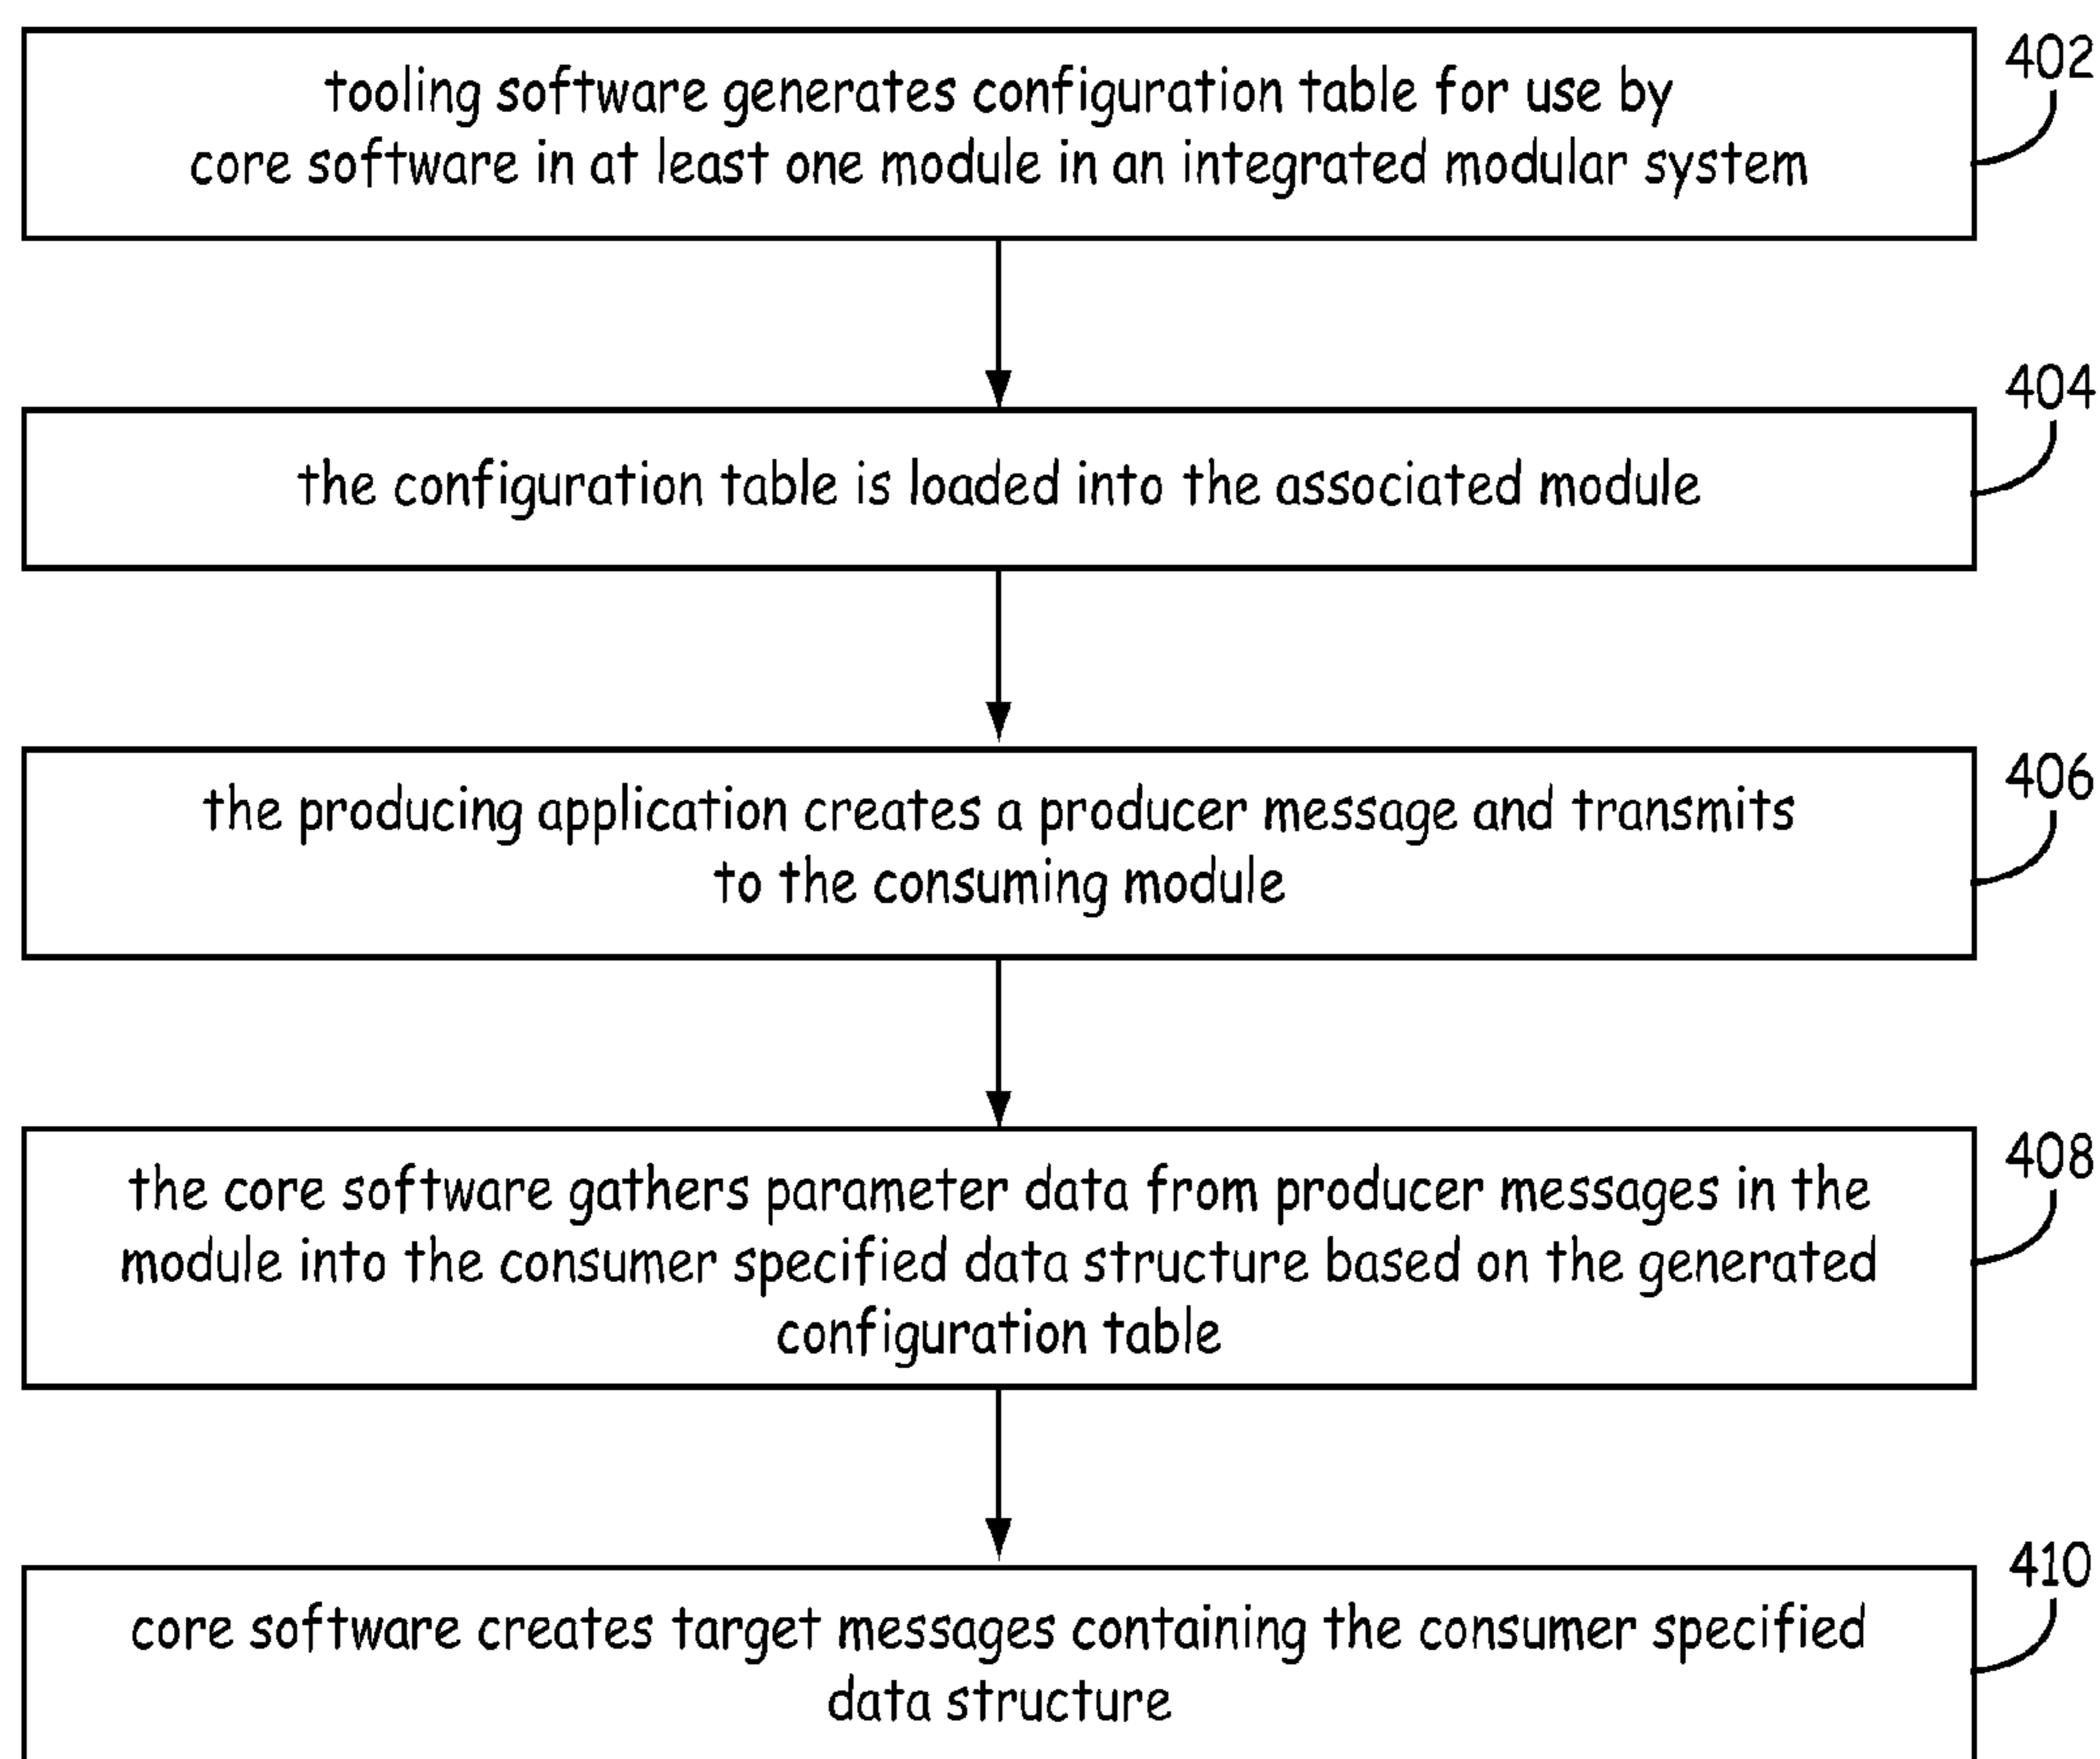 402
tooling software generates configuration table for use by
core software in at least one module in an integrated modular system
404
the configuration table is loaded into the associated module
406
the producing application creates a producer message and transmits
to the consuming module
408
the core software gathers parameter data from producer messages in the
module into the consumer specified data structure based on the generated
configuration table
410
core software creates target messages containing the consumer specified
data structure